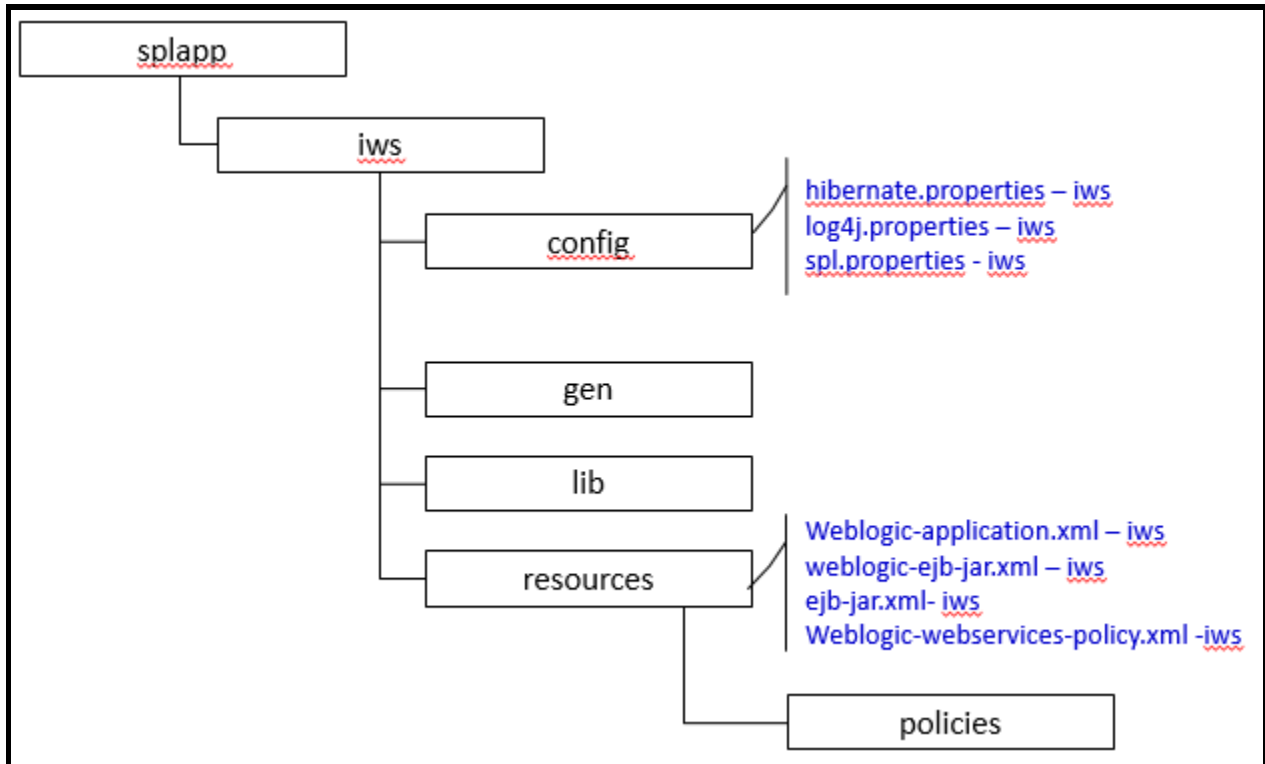 splapp
iws
config
hibernate.properties – iws
log4j.properties – iws
spl.properties - iws
gen
lib
resources
Weblogic-application.xml – iws
weblogic-ejb-jar.xml – iws
ejb-jar.xml- iws
Weblogic-webservices-policy.xml -iws
policies